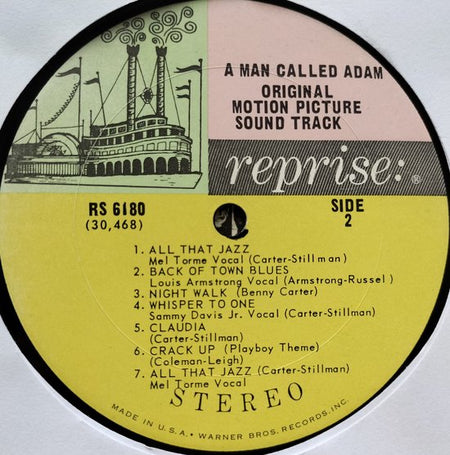 A MAN CALLED ADAM
ORIGINAL
MOTION PICTURE
SOUND TRACK
reprise:®
RS 6180
(30,468)
SIDE
2
1. ALL THAT JAZZ
Mel Torme Vocal (Carter-Stillman)
2. BACK OF TOWN BLUES
Louis Armstrong Vocal (Armstrong-Russel)
3. NIGHT WALK (Benny Carter)
4. WHISPER TO ONE
Sammy Davis Jr. Vocal (Carter-Stillman)
5. CLAUDIA
(Carter-Stillman)
6. CRACK UP (Playboy Theme)
(Coleman-Leigh)
7. ALL THAT JAZZ (Carter-Stillman)
Mel Torme Vocal
STEREO
MADE IN U.S.A. • WARNER BROS. RECORDS, INC.